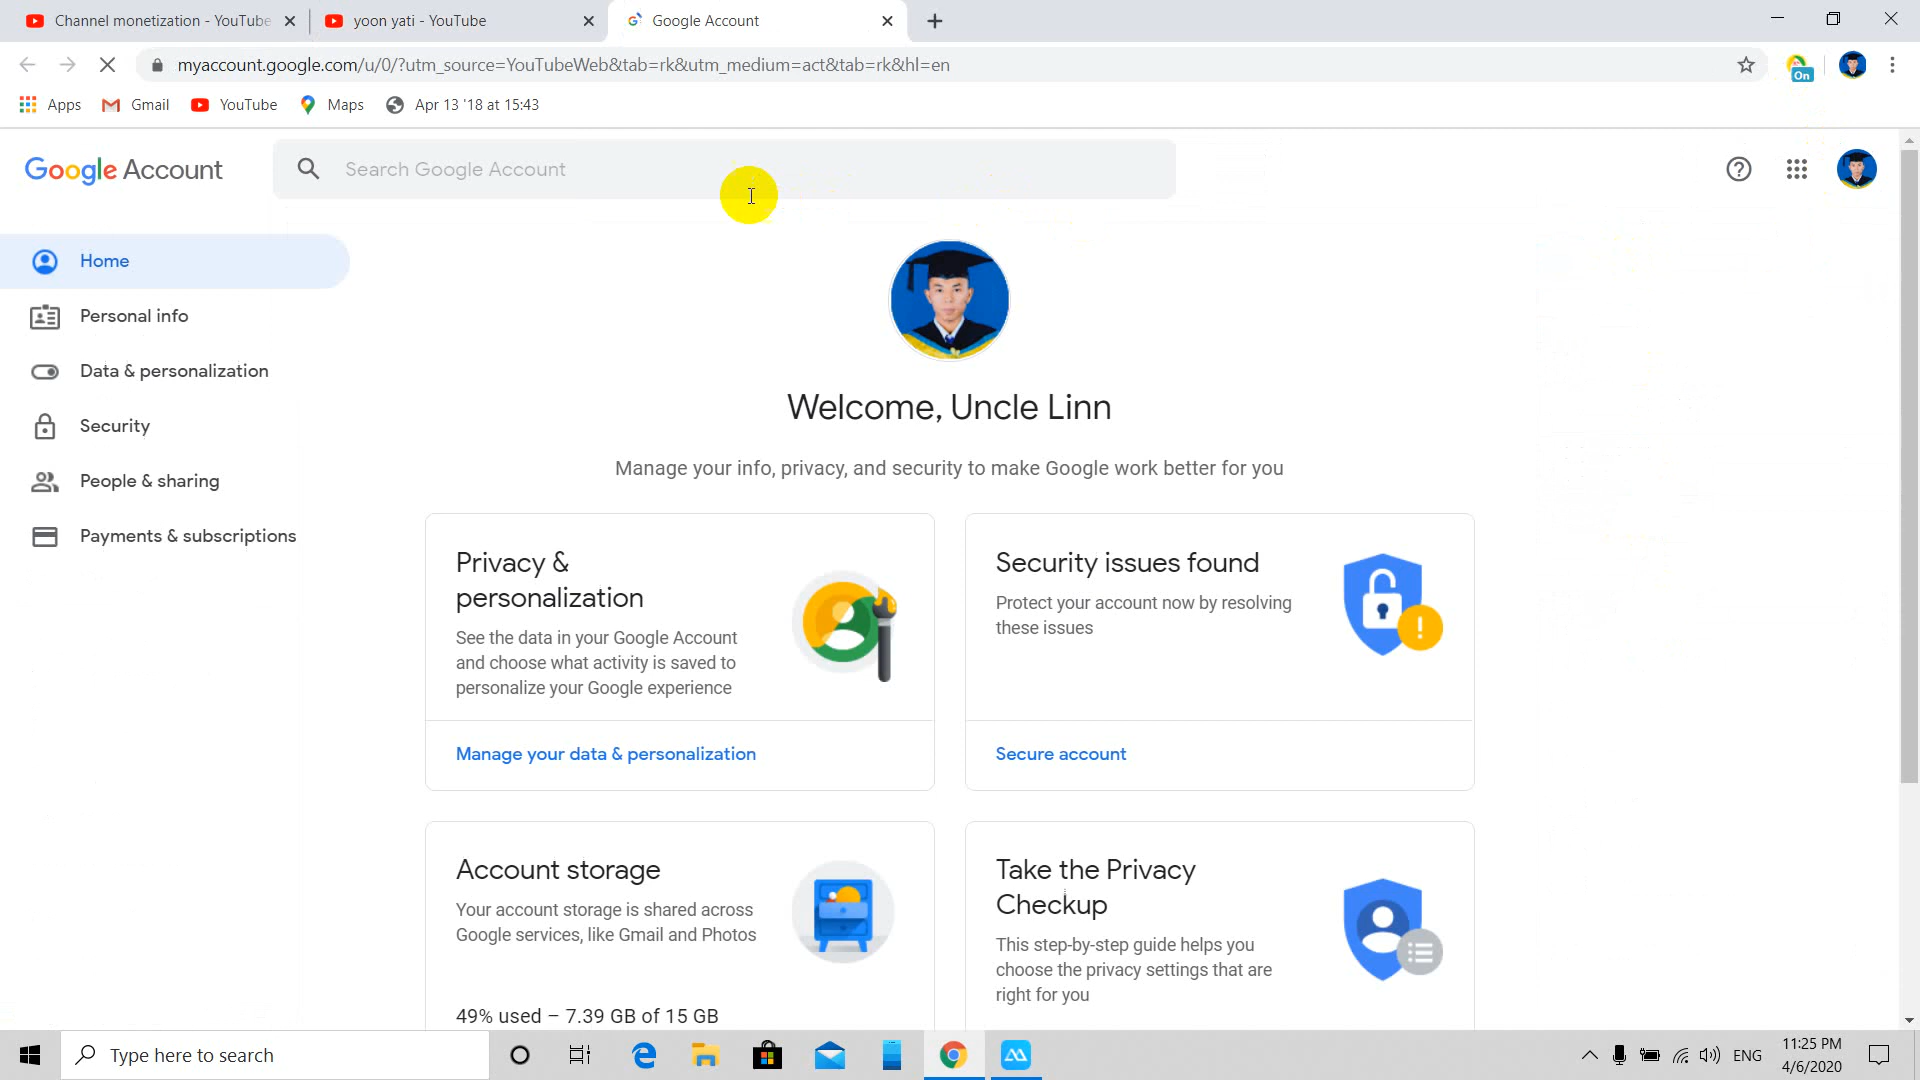 Channel monetization - YouTube
yoon yati - YouTube
Google Account
myaccount.google.com/u/0/?utm_source=YouTubeWeb&tab=rk&utm_medium=act&tab=rk&hl=en
On
Apps
Gmail
YouTube
Maps
Apr 13 '18 at 15:43
Google Account
Search Google Account
Home
Personal info
Data & personalization
Security
People & sharing
Payments & subscriptions
Welcome, Uncle Linn
Manage your info, privacy, and security to make Google work better for you
Privacy &
personalization
See the data in your Google Account
and choose what activity is saved to
personalize your Google experience
Manage your data & personalization
Security issues found
Protect your account now by resolving
these issues
Secure account
Account storage
Your account storage is shared across
Google services, like Gmail and Photos
49% used – 7.39 GB of 15 GB
Take the Privacy
Checkup
This step-by-step guide helps you
choose the privacy settings that are
right for you
Type here to search
ENG
11:25 PM
4/6/2020